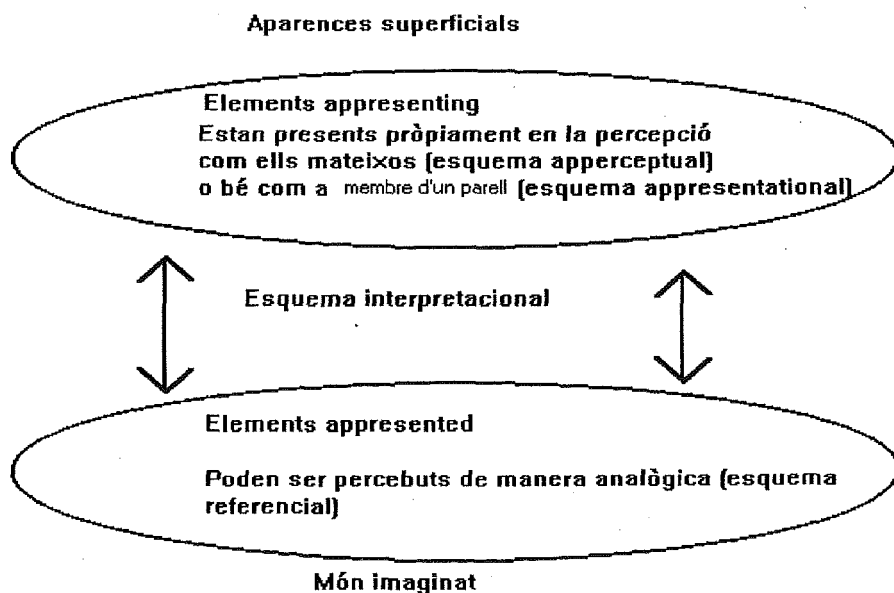 Aparences superficials
Elements appresenting
Estan presents pròpiament en la percepció
com ells mateixos (esquema apperceptual)
o bé com a membre d'un parell (esquema appresentational)
Esquema interpretacional
Elements appresented
Poden ser percebuts de manera analògica (esquema
referencial)
Món imaginat